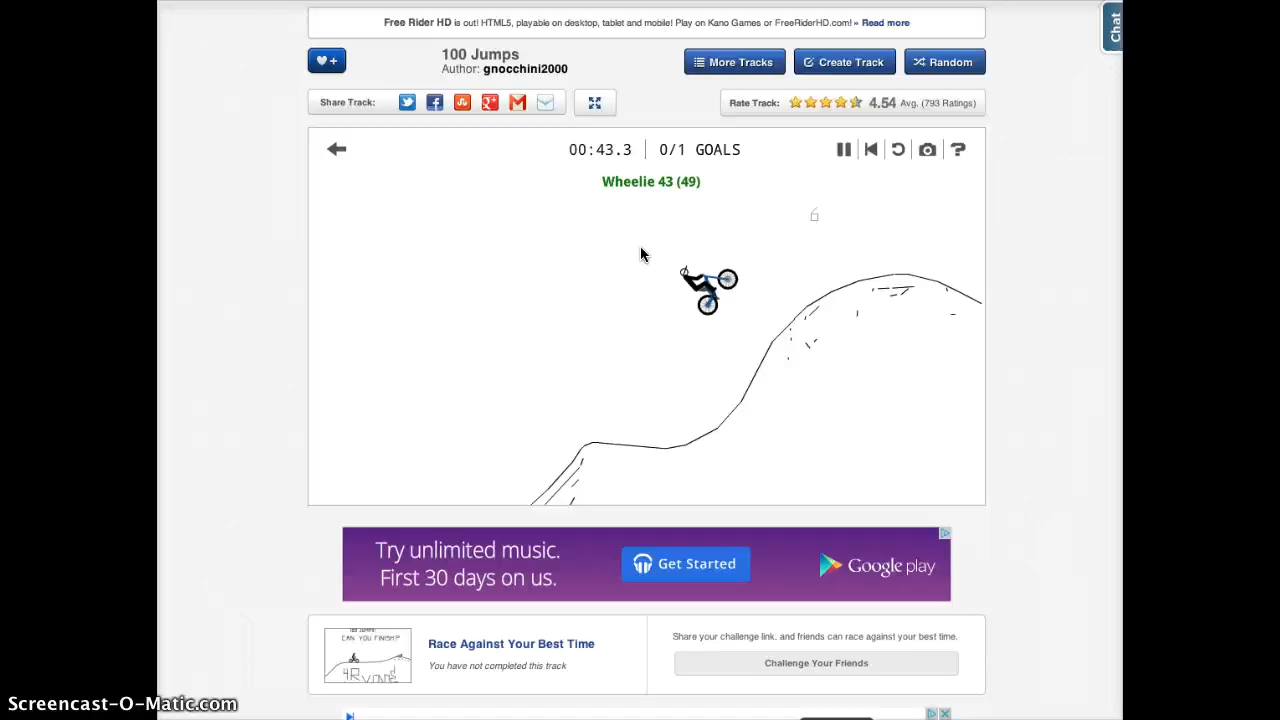 Free Rider HD is out! HTML5, playable on desktop, tablet and mobile! Play on Kano Games or FreeRiderHD.com! » Read more
Chat
100 Jumps
Author: gnocchini2000
More Tracks
Create Track
Random
Share Track:
Rate Track:
4.54 Avg. (793 Ratings)
00:43.3 | 0/1 GOALS
Wheelie 43 (49)
6
Try unlimited music.
First 30 days on us.
Get Started
Google play
CAN YOU FINISH?
Race Against Your Best Time
You have not completed this track
Share your challenge link, and friends can race against your best time.
Challenge Your Friends
Screencast-O-Matic.com